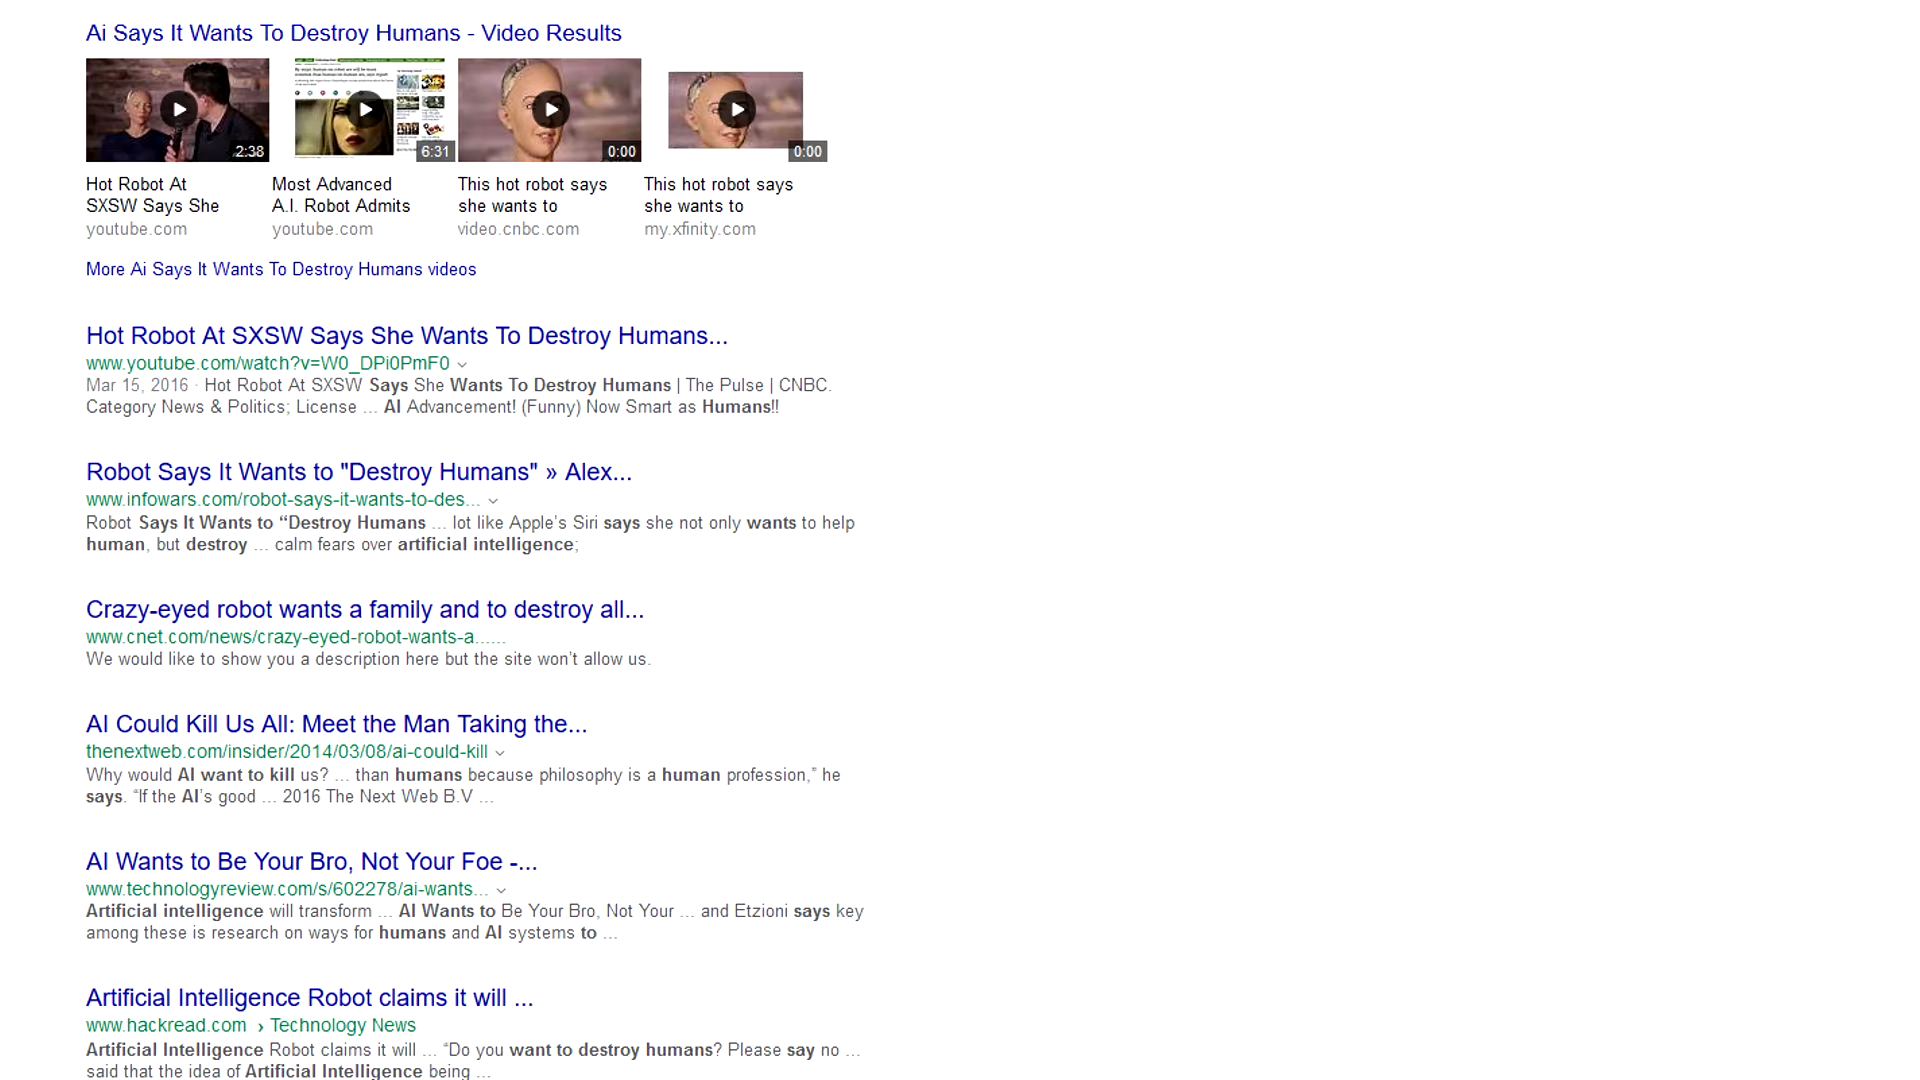 Ai Says It Wants To Destroy Humans - Video Results
2:38
6:31
0:00
0:00
Hot Robot At
SXSW Says She
youtube.com
Most Advanced
A.I. Robot Admits
youtube.com
This hot robot says
she wants to
video.cnbc.com
This hot robot says
she wants to
my.xfinity.com
More Ai Says It Wants To Destroy Humans videos
Hot Robot At SXSW Says She Wants To Destroy Humans...
www.youtube.com/watch?v=W0_DPi0PmF0
Mar 15, 2016 · Hot Robot At SXSW Says She Wants To Destroy Humans | The Pulse | CNBC.
Category News & Politics; License ... AI Advancement! (Funny) Now Smart as Humans!!
Robot Says It Wants to "Destroy Humans" » Alex...
www.infowars.com/robot-says-it-wants-to-des...
Robot Says It Wants to “Destroy Humans ... lot like Apple’s Siri says she not only wants to help
human, but destroy ... calm fears over artificial intelligence;
Crazy-eyed robot wants a family and to destroy all...
www.cnet.com/news/crazy-eyed-robot-wants-a......
We would like to show you a description here but the site won’t allow us.
AI Could Kill Us All: Meet the Man Taking the...
thenextweb.com/insider/2014/03/08/ai-could-kill
Why would AI want to kill us? ... than humans because philosophy is a human profession,” he
says. “If the AI’s good ... 2016 The Next Web B.V ...
AI Wants to Be Your Bro, Not Your Foe -...
www.technologyreview.com/s/602278/ai-wants...
Artificial intelligence will transform ... AI Wants to Be Your Bro, Not Your ... and Etzioni says key
among these is research on ways for humans and AI systems to ...
Artificial Intelligence Robot claims it will ...
www.hackread.com › Technology News
Artificial Intelligence Robot claims it will ... “Do you want to destroy humans? Please say no ...
said that the idea of Artificial Intelligence being ...